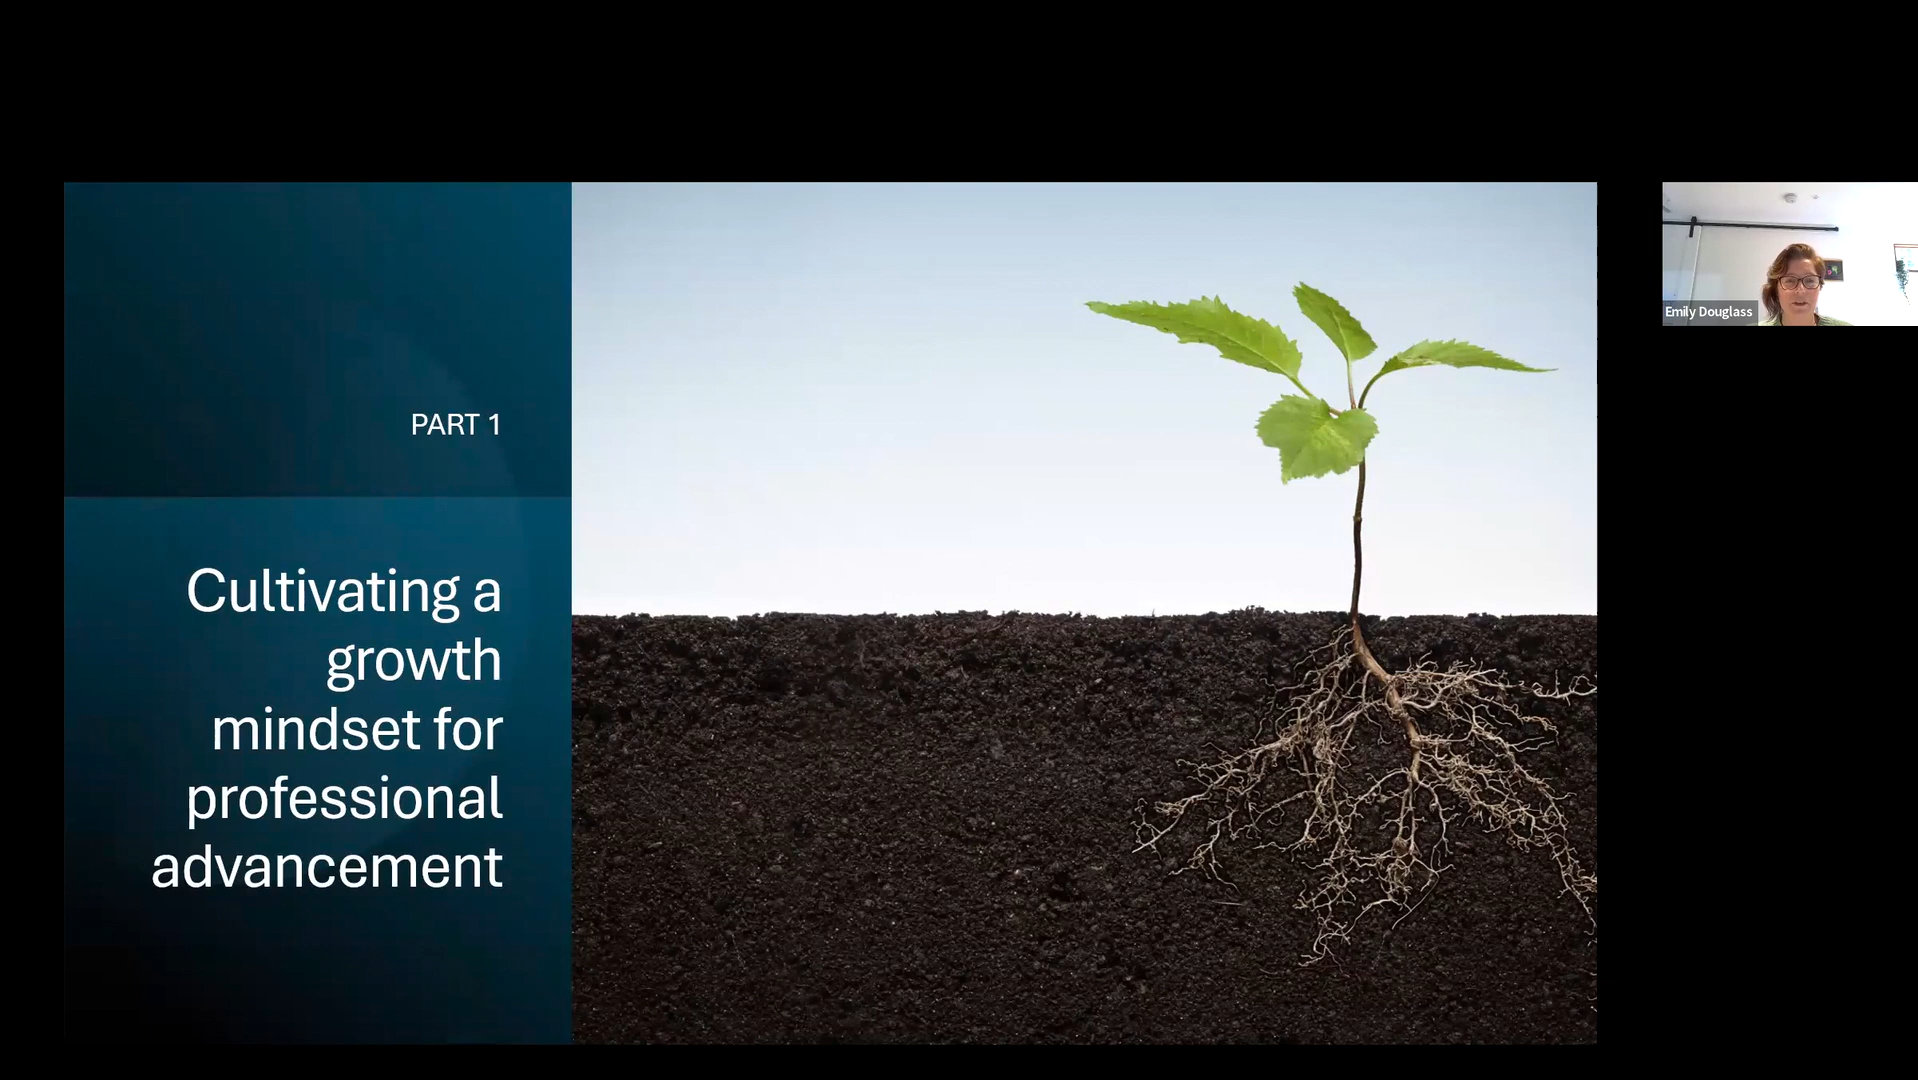 PART 1
Cultivating a
growth
mindset for
professional
advancement
Emily Douglass